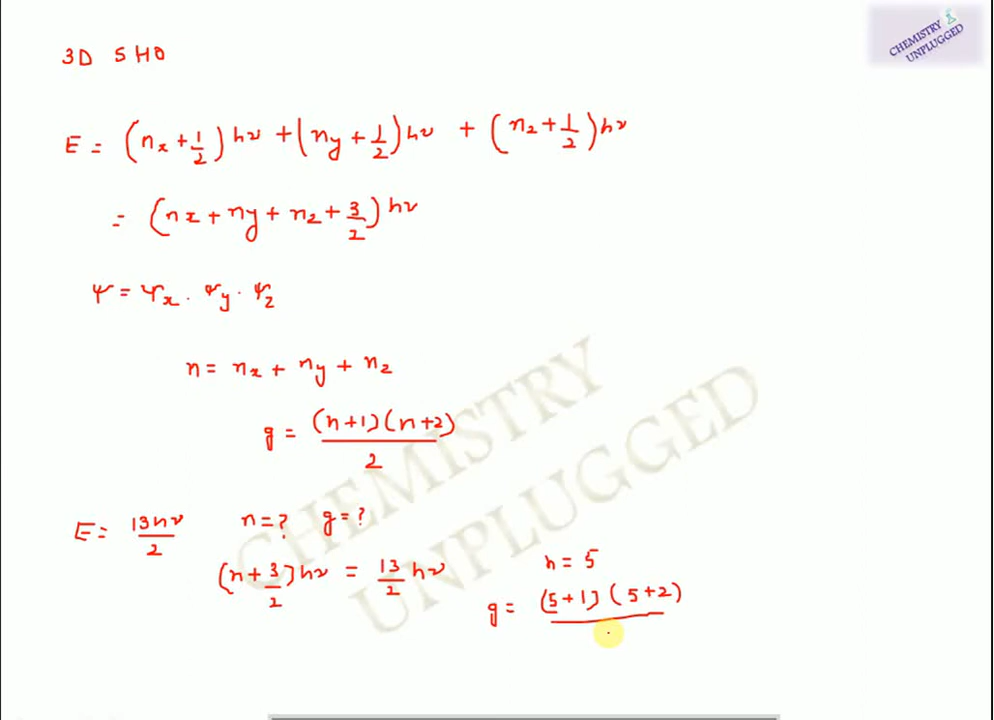 CHEMISTRY
UNPLUGGED
3D SHO
E = (nx + 1/2) hν + (ny + 1/2) hν + (nz + 1/2) hν
= (nx + ny + nz + 3/2) hν
Ψ = Ψx · Ψy · Ψz
n = nx + ny + nz
g = (n+1)(n+2) / 2
E = 13hν / 2 n = ? g = ?
(n + 3/2) hν = 13/2 hν
n = 5
g = (5+1)(5+2)
CHEMISTRY
UNPLUGGED